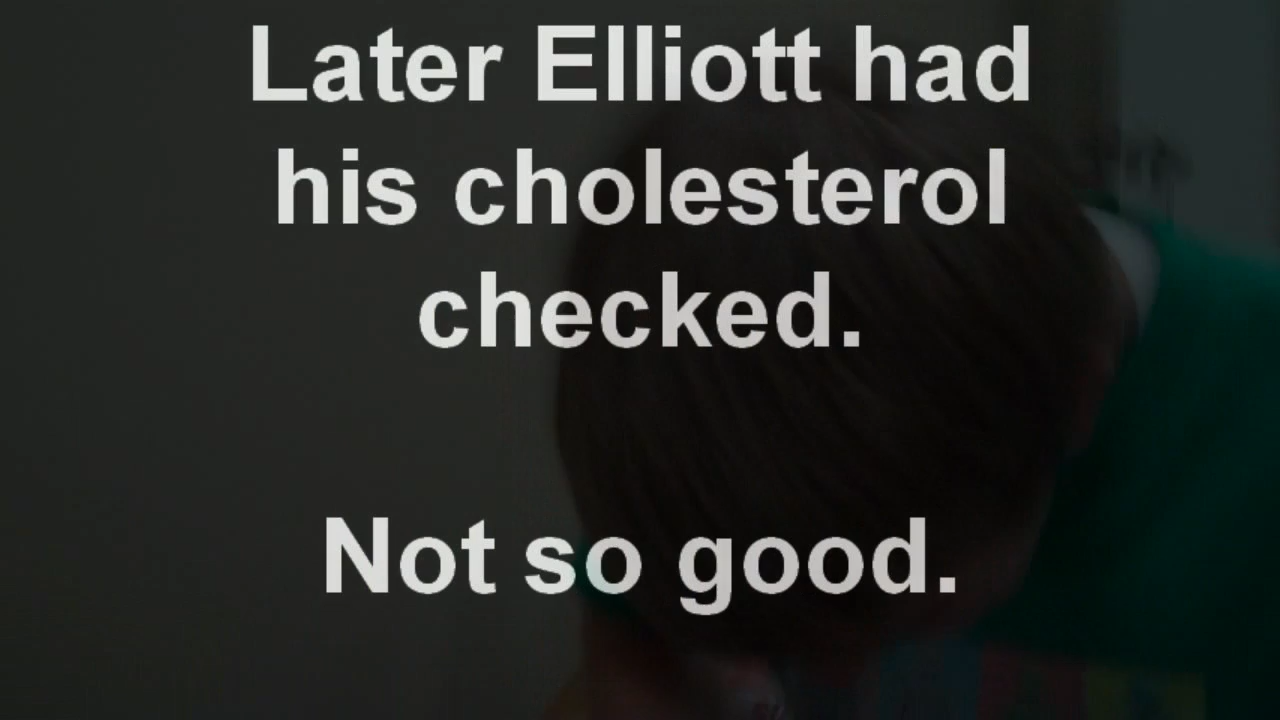 Later Elliott had
his cholesterol
checked.
Not so good.